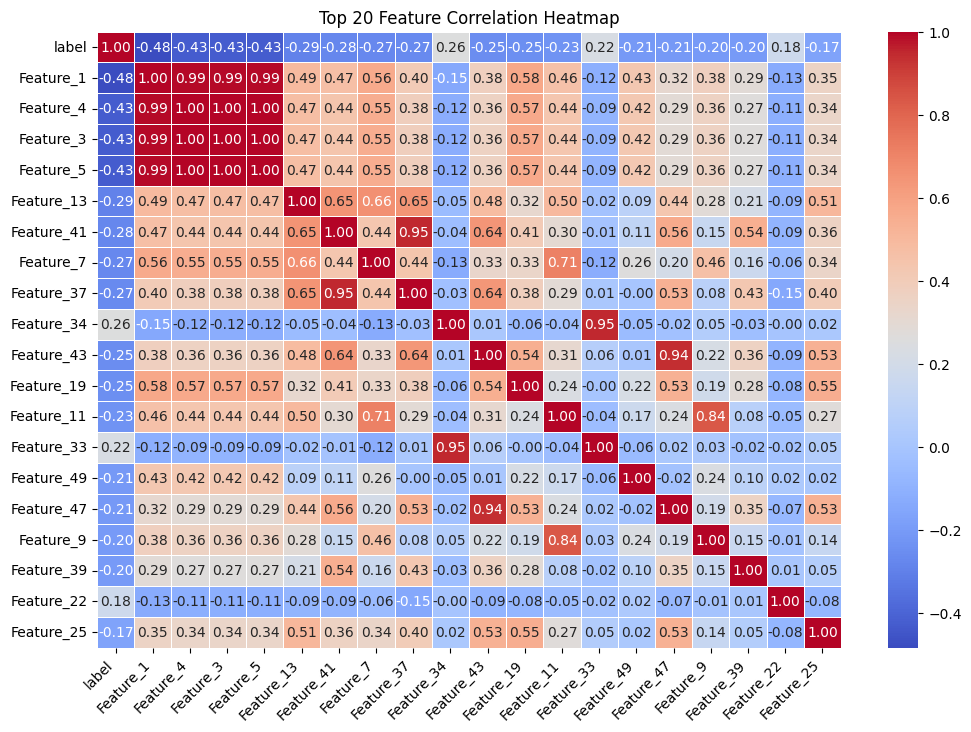 Top 20 Feature Correlation Heatmap
label 1.00 -0.48 -0.43 -0.43 -0.43 -0.29 -0.28 -0.27 -0.27 0.26 -0.25 -0.25 -0.23 0.22 -0.21 -0.21 -0.20 -0.20 0.18 -0.17
Feature_1 -0.48 1.00 0.99 0.99 0.99 0.49 0.47 0.56 0.40 -0.15 0.38 0.58 0.46 -0.12 0.43 0.32 0.38 0.29 -0.13 0.35
Feature_4 -0.43 0.99 1.00 1.00 1.00 0.47 0.44 0.55 0.38 -0.12 0.36 0.57 0.44 -0.09 0.42 0.29 0.36 0.27 -0.11 0.34
Feature_3 -0.43 0.99 1.00 1.00 1.00 0.47 0.44 0.55 0.38 -0.12 0.36 0.57 0.44 -0.09 0.42 0.29 0.36 0.27 -0.11 0.34
Feature_5 -0.43 0.99 1.00 1.00 1.00 0.47 0.44 0.55 0.38 -0.12 0.36 0.57 0.44 -0.09 0.42 0.29 0.36 0.27 -0.11 0.34
Feature_13 -0.29 0.49 0.47 0.47 0.47 1.00 0.65 0.66 0.65 -0.05 0.48 0.32 0.50 -0.02 0.09 0.44 0.28 0.21 -0.09 0.51
Feature_41 -0.28 0.47 0.44 0.44 0.44 0.65 1.00 0.44 0.95 -0.04 0.64 0.41 0.30 -0.01 0.11 0.56 0.15 0.54 -0.09 0.36
Feature_7 -0.27 0.56 0.55 0.55 0.55 0.66 0.44 1.00 0.44 -0.13 0.33 0.33 0.71 -0.12 0.26 0.20 0.46 0.16 -0.06 0.34
Feature_37 -0.27 0.40 0.38 0.38 0.38 0.65 0.95 0.44 1.00 -0.03 0.64 0.38 0.29 0.01 -0.00 0.53 0.08 0.43 -0.15 0.40
Feature_34 0.26 -0.15 -0.12 -0.12 -0.12 -0.05 -0.04 -0.13 -0.03 1.00 0.01 -0.06 -0.04 0.95 -0.05 -0.02 0.05 -0.03 -0.00 0.02
Feature_43 -0.25 0.38 0.36 0.36 0.36 0.48 0.64 0.33 0.64 0.01 1.00 0.54 0.31 0.06 0.01 0.94 0.22 0.36 -0.09 0.53
Feature_19 -0.25 0.58 0.57 0.57 0.57 0.32 0.41 0.33 0.38 -0.06 0.54 1.00 0.24 -0.00 0.22 0.53 0.19 0.28 -0.08 0.55
Feature_11 -0.23 0.46 0.44 0.44 0.44 0.50 0.30 0.71 0.29 -0.04 0.31 0.24 1.00 -0.04 0.17 0.24 0.84 0.08 -0.05 0.27
Feature_33 0.22 -0.12 -0.09 -0.09 -0.09 -0.02 -0.01 -0.12 0.01 0.95 0.06 -0.00 -0.04 1.00 -0.06 0.02 0.03 -0.02 -0.02 0.05
Feature_49 -0.21 0.43 0.42 0.42 0.42 0.09 0.11 0.26 -0.00 -0.05 0.01 0.22 0.17 -0.06 1.00 -0.02 0.24 0.10 0.02 0.02
Feature_47 -0.21 0.32 0.29 0.29 0.29 0.44 0.56 0.20 0.53 -0.02 0.94 0.53 0.24 0.02 -0.02 1.00 0.19 0.35 -0.07 0.53
Feature_9 -0.20 0.38 0.36 0.36 0.36 0.28 0.15 0.46 0.08 0.05 0.22 0.19 0.84 0.03 0.24 0.19 1.00 0.15 -0.01 0.14
Feature_39 -0.20 0.29 0.27 0.27 0.27 0.21 0.54 0.16 0.43 -0.03 0.36 0.28 0.08 -0.02 0.10 0.35 0.15 1.00 0.01 0.05
Feature_22 0.18 -0.13 -0.11 -0.11 -0.11 -0.09 -0.09 -0.06 -0.15 -0.00 -0.09 -0.08 -0.05 -0.02 0.02 -0.07 -0.01 0.01 1.00 -0.08
Feature_25 -0.17 0.35 0.34 0.34 0.34 0.51 0.36 0.34 0.40 0.02 0.53 0.55 0.27 0.05 0.02 0.53 0.14 0.05 -0.08 1.00
label Feature_1 Feature_4 Feature_3 Feature_5 Feature_13 Feature_41 Feature_7 Feature_37 Feature_34 Feature_43 Feature_19 Feature_11 Feature_33 Feature_49 Feature_47 Feature_9 Feature_39 Feature_22 Feature_25
1.0
0.8
0.6
0.4
0.2
0.0
−0.2
−0.4